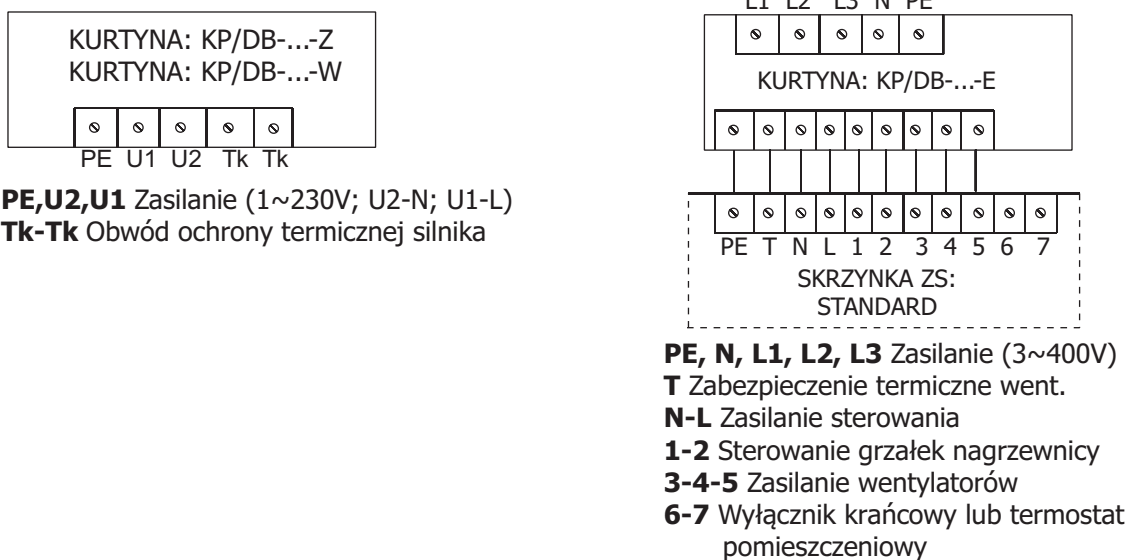 KURTYNA: KP/DB-...-Z
KURTYNA: KP/DB-...-W
PE U1 U2 Tk Tk
PE,U2,U1 Zasilanie (1~230V; U2-N; U1-L)
Tk-Tk Obwód ochrony termicznej silnika
L1 L2 L3 N PE
KURTYNA: KP/DB-...-E
PE T N L 1 2 3 4 5 6 7
SKRZYNKA ZS:
STANDARD
PE, N, L1, L2, L3 Zasilanie (3~400V)
T Zabezpieczenie termiczne went.
N-L Zasilanie sterowania
1-2 Sterowanie grzałek nagrzewnicy
3-4-5 Zasilanie wentylatorów
6-7 Wyłącznik krańcowy lub termostat
pomieszczeniowy